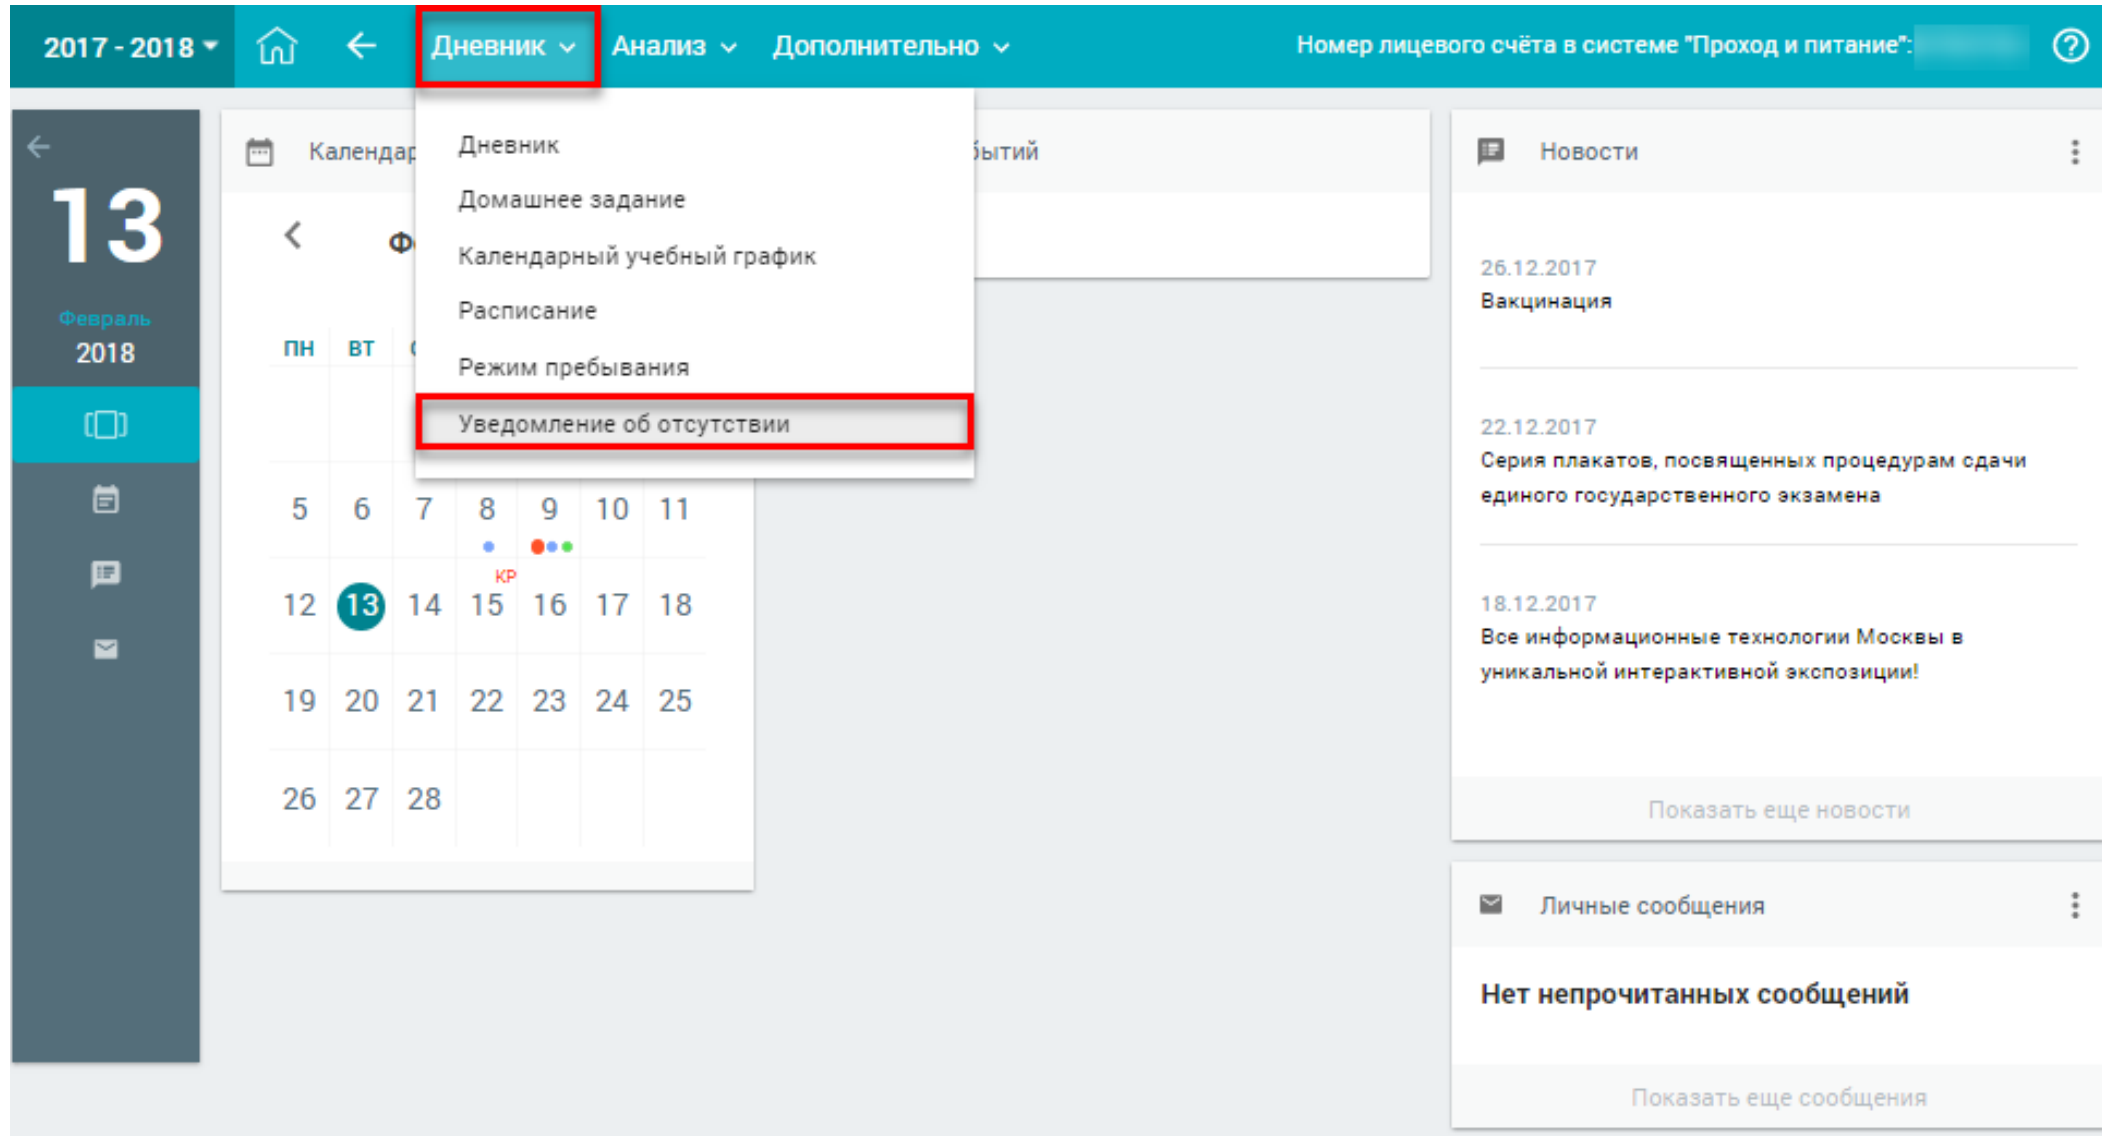 2017 - 2018
Дневник
Анализ
Дополнительно
Номер лицевого счёта в системе "Проход и питание":
13
Февраль
2018
Дневник
Домашнее задание
Календарный учебный график
Расписание
Режим пребывания
Уведомление об отсутствии
ПН ВТ
5 6 7 8 9 10 11
КР
12 13 14 15 16 17 18
19 20 21 22 23 24 25
26 27 28
Новости
26.12.2017
Вакцинация
22.12.2017
Серия плакатов, посвященных процедурам сдачи
единого государственного экзамена
18.12.2017
Все информационные технологии Москвы в
уникальной интерактивной экспозиции!
Показать еще новости
Личные сообщения
Нет непрочитанных сообщений
Показать еще сообщения